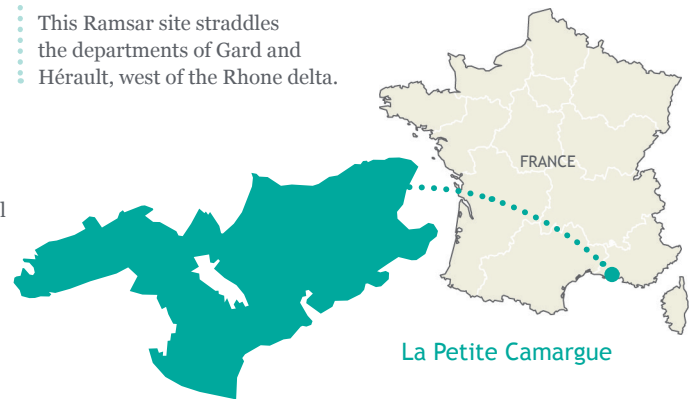 This Ramsar site straddles
the departments of Gard and
Hérault, west of the Rhone delta.
FRANCE
l
La Petite Camargue